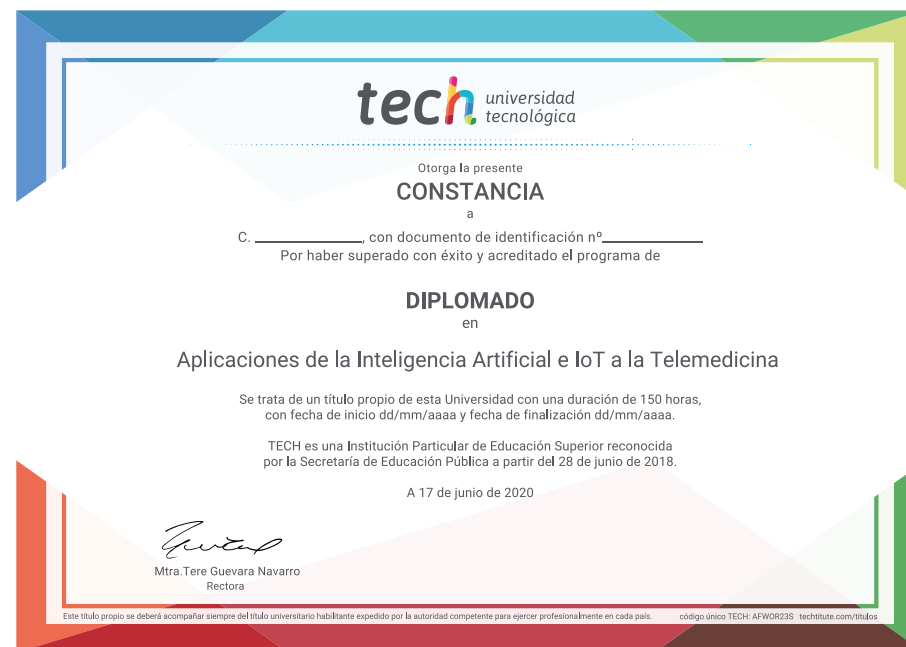 tech universidad
tecnológica
Otorga la presente
CONSTANCIA
a
C. ______________, con documento de identificación nº______________
Por haber superado con éxito y acreditado el programa de
DIPLOMADO
en
Aplicaciones de la Inteligencia Artificial e IoT a la Telemedicina
Se trata de un título propio de esta Universidad con una duración de 150 horas,
con fecha de inicio dd/mm/aaaa y fecha de finalización dd/mm/aaaa.
TECH es una Institución Particular de Educación Superior reconocida
por la Secretaría de Educación Pública a partir del 28 de junio de 2018.
A 17 de junio de 2020
Mtra.Tere Guevara Navarro
Rectora
Este título propio se deberá acompañar siempre del título universitario habilitante expedido por la autoridad competente para ejercer profesionalmente en cada país. código único TECH: AFWOR23S techtitute.com/titulos